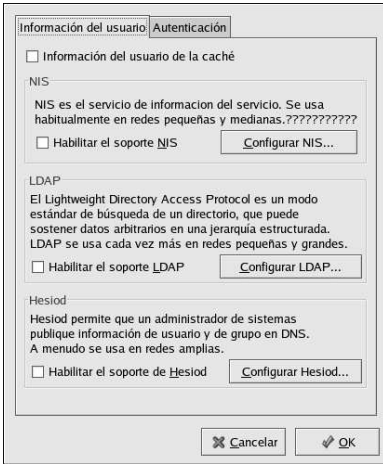 Información del usuario Autenticación
Información del usuario de la caché
NIS
NIS es el servicio de informacion del servicio. Se usa
habitualmente en redes pequeñas y medianas.???????????
Habilitar el soporte NIS Configurar NIS...
LDAP
El Lightweight Directory Access Protocol es un modo
estándar de búsqueda de un directorio, que puede
sostener datos arbitrarios en una jerarquía estructurada.
LDAP se usa cada vez más en redes pequeñas y grandes.
Habilitar el soporte LDAP Configurar LDAP...
Hesiod
Hesiod permite que un administrador de sistemas
publique información de usuario y de grupo en DNS.
A menudo se usa en redes amplias.
Habilitar el soporte de Hesiod Configurar Hesiod...
Cancelar OK